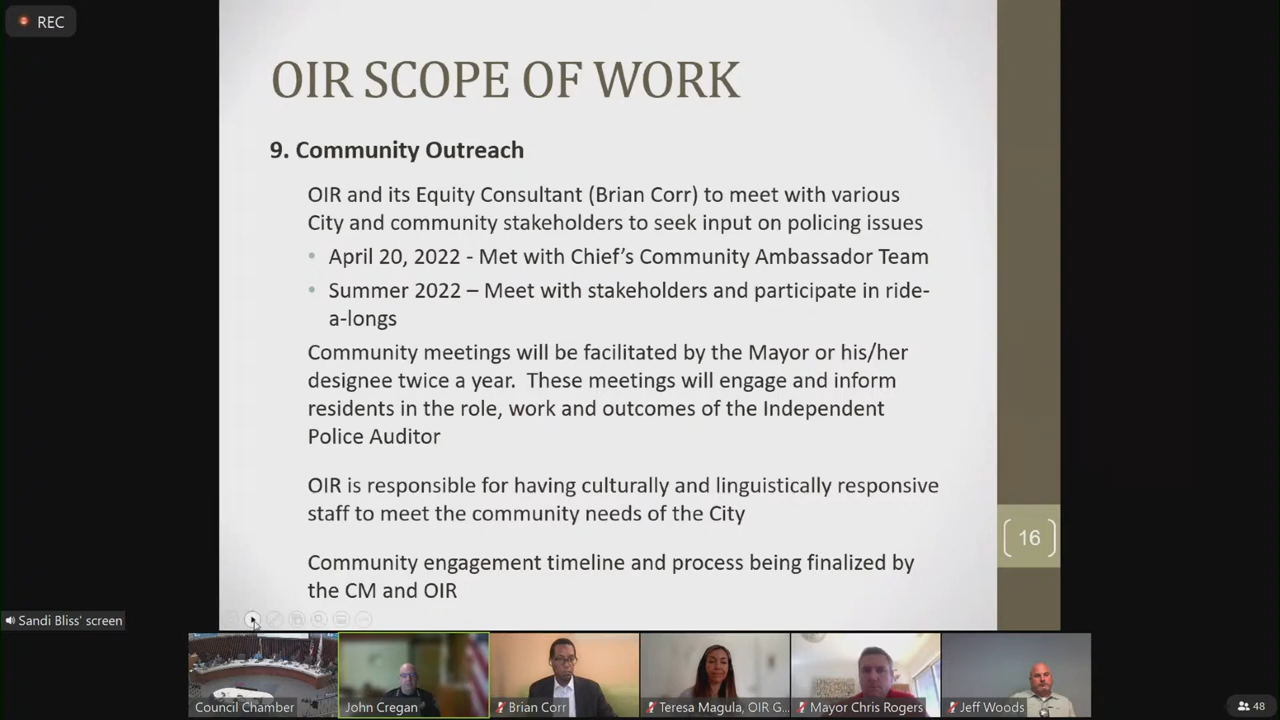 REC
OIR SCOPE OF WORK
9. Community Outreach
OIR and its Equity Consultant (Brian Corr) to meet with various
City and community stakeholders to seek input on policing issues
• April 20, 2022 - Met with Chief's Community Ambassador Team
• Summer 2022 – Meet with stakeholders and participate in ride-
a-longs
Community meetings will be facilitated by the Mayor or his/her
designee twice a year. These meetings will engage and inform
residents in the role, work and outcomes of the Independent
Police Auditor
OIR is responsible for having culturally and linguistically responsive
staff to meet the community needs of the City
16
Community engagement timeline and process being finalized by
the CM and OIR
Sandi Bliss' screen
Council Chamber
John Cregan
Brian Corr
Teresa Magula, OIR G...
Mayor Chris Rogers
Jeff Woods
48